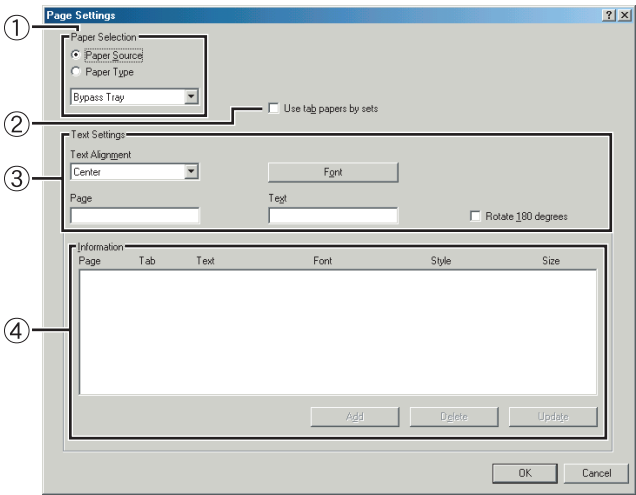 Page Settings
①
Paper Selection
Paper Source
Paper Type
Bypass Tray
②
Use tab papers by sets
Text Settings
③
Text Alignment
Center
Font
Page
Text
Rotate 180 degrees
Information
Page Tab Text Font Style Size
④
Add Delete Update
OK Cancel